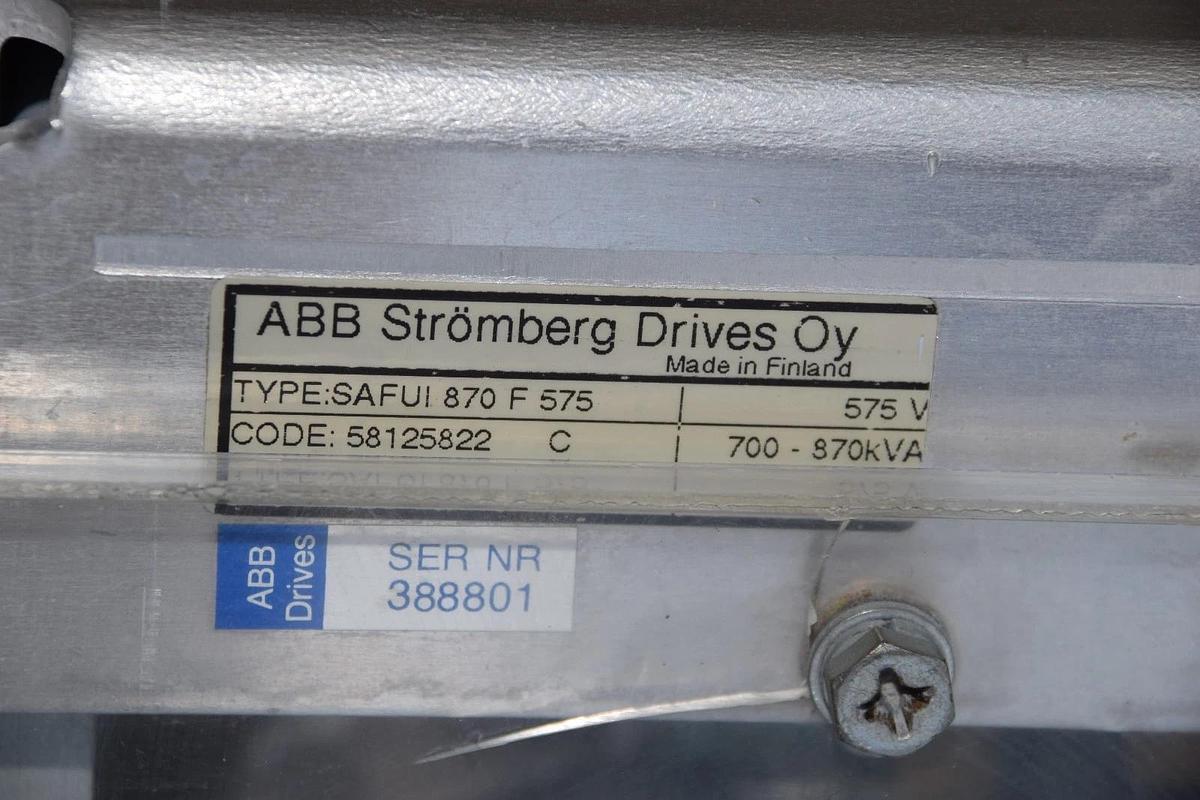 ABB Strömberg Drives Oy
Made in Finland
TYPE:SAFUI 870 F 575 575 V
CODE: 58125822 C 700 - 870kVA
ABB Drives
SER NR
388801